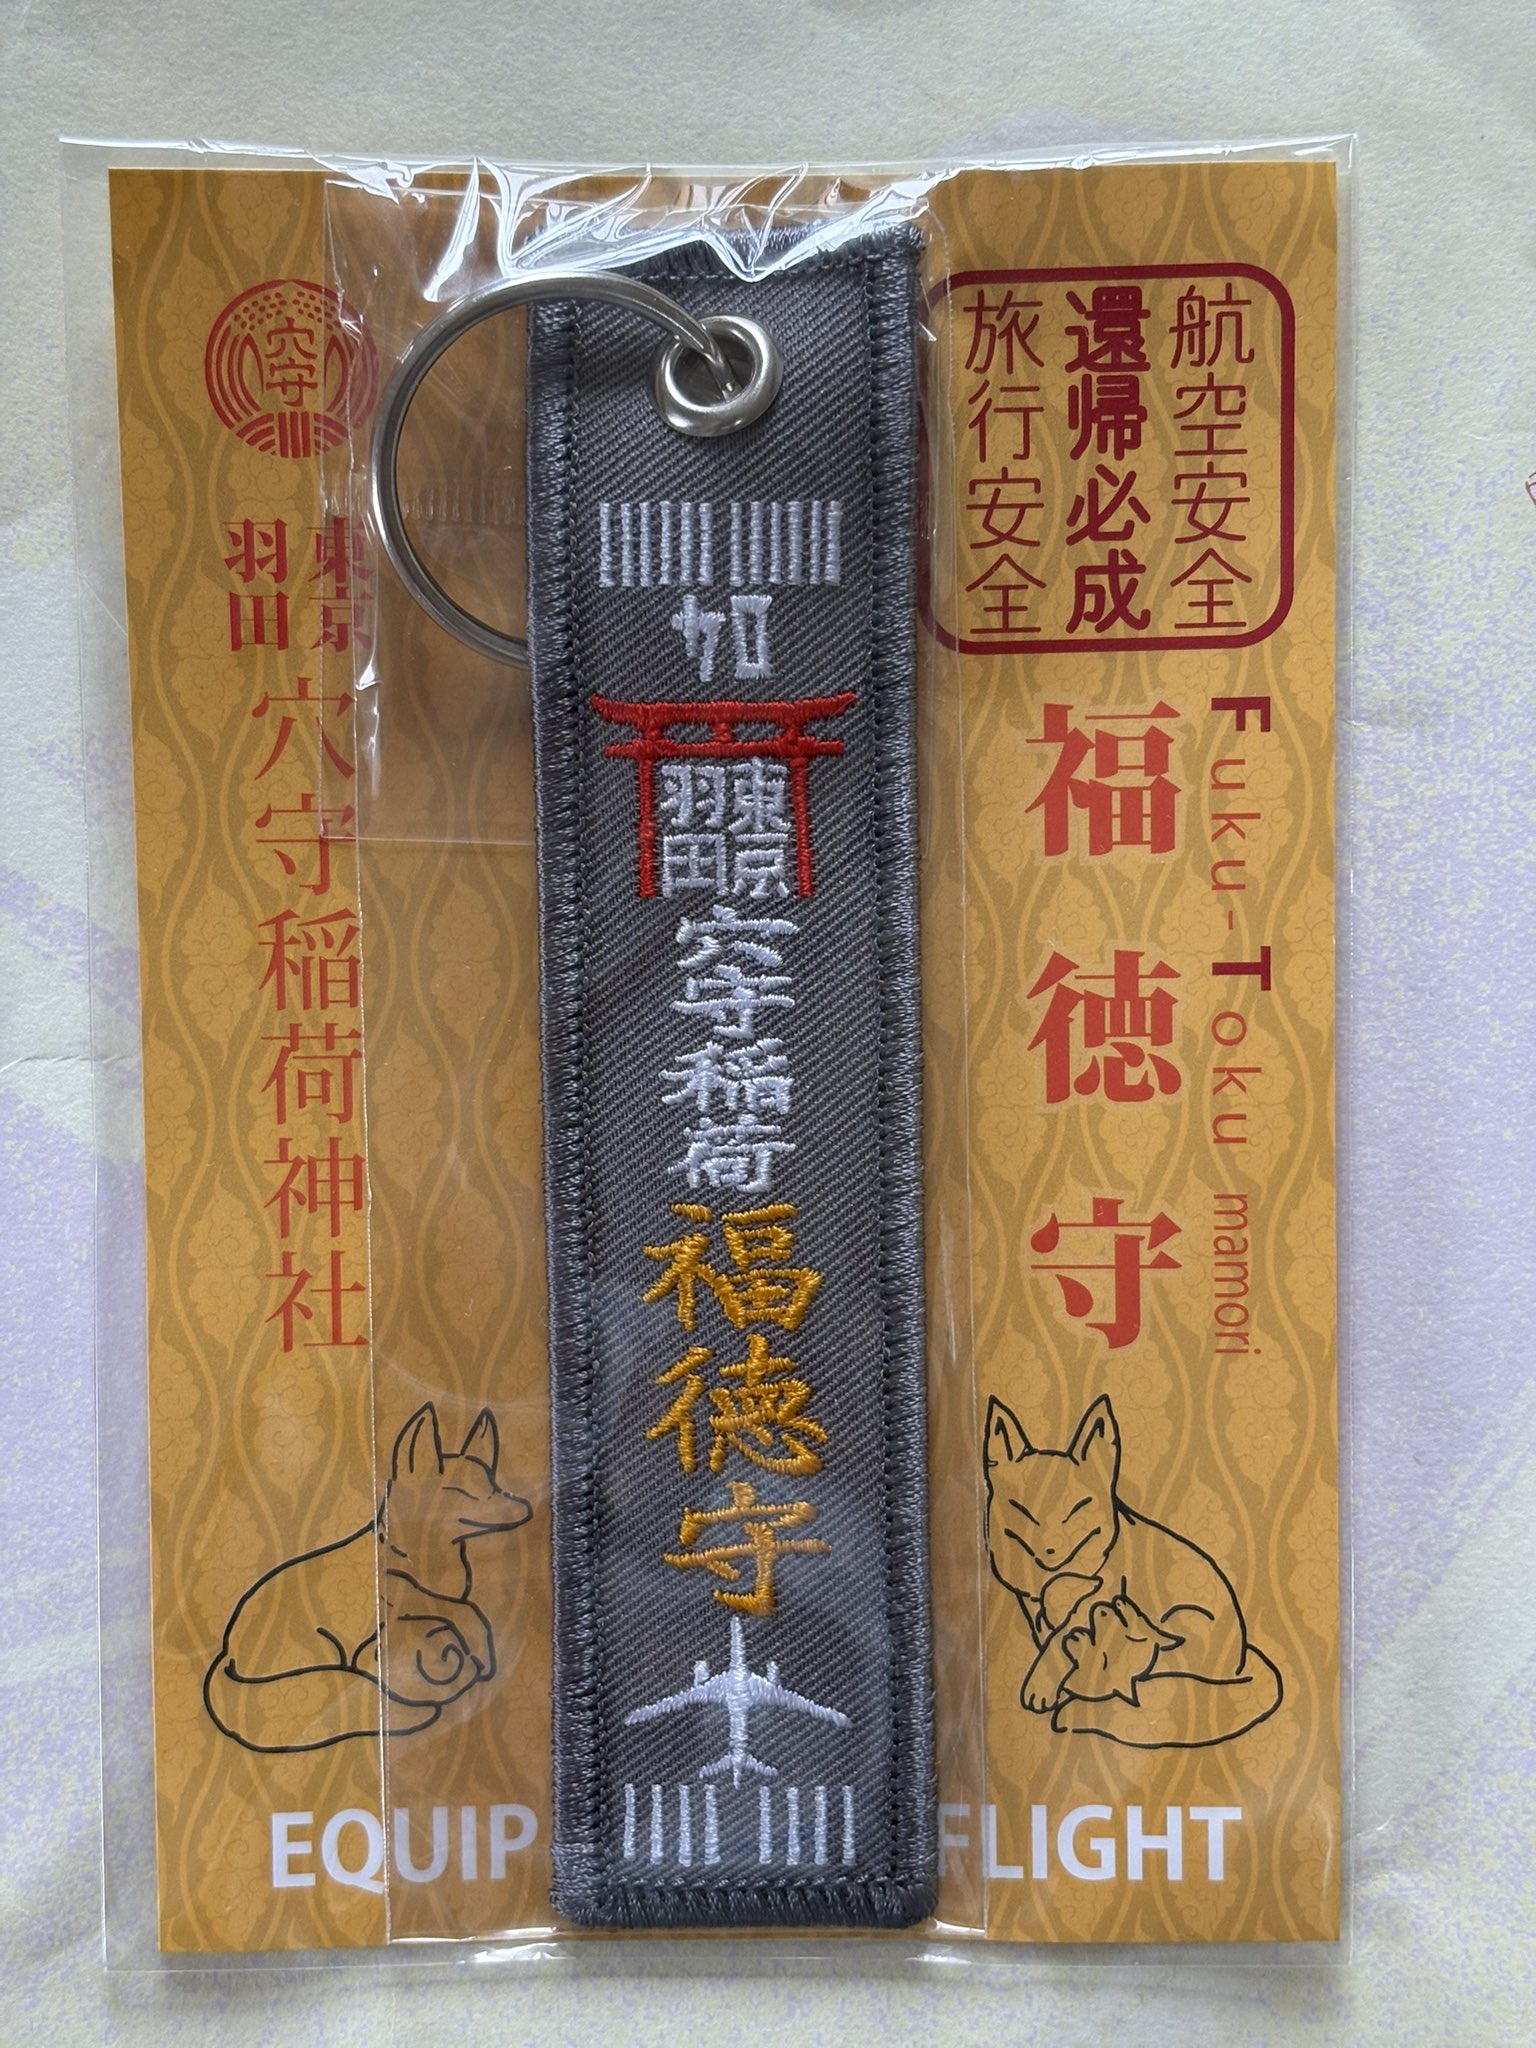 航空安全
還帰必成
旅行安全
Fuku-Toku mamori
福徳守
加
東京
羽田
穴守稲荷
福徳守
穴守
東京
羽田
穴守稲荷神社
EQUIP
FLIGHT